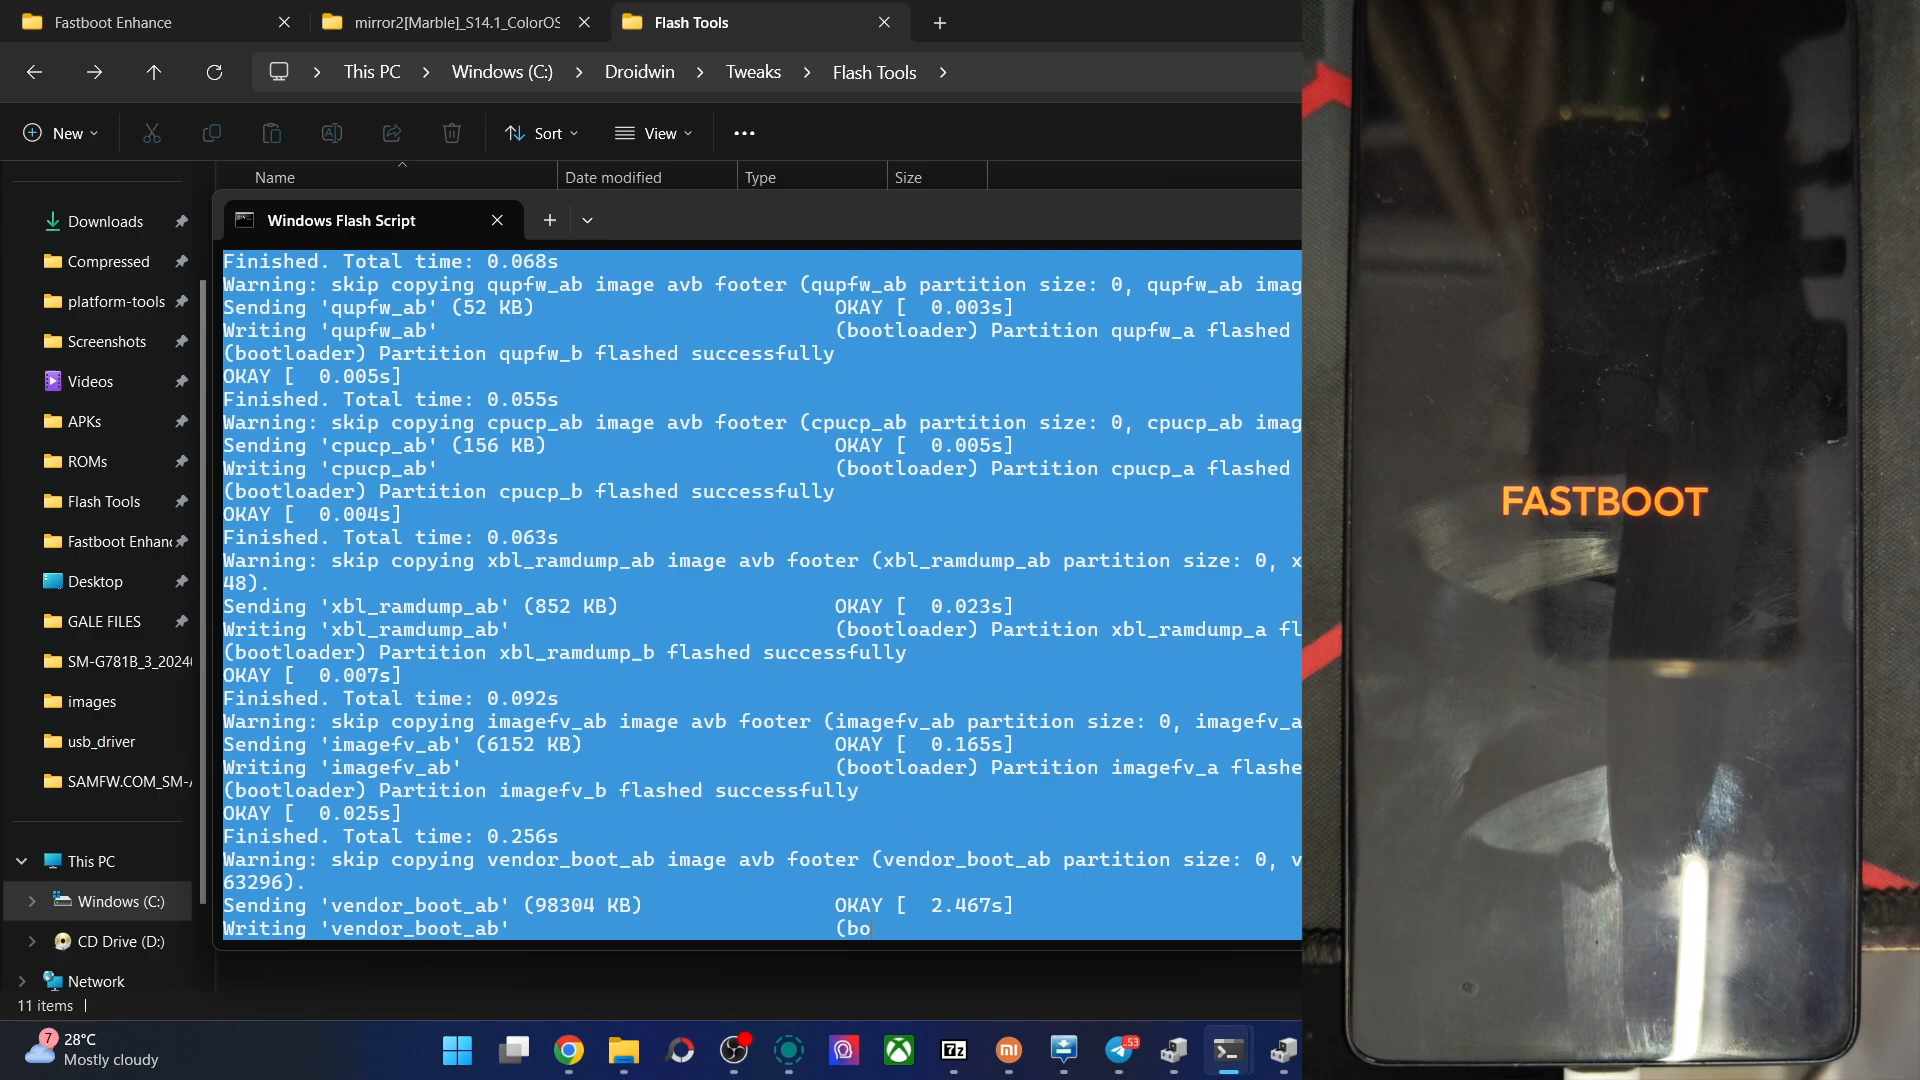 Fastboot Enhance
mirror2[Marble]_S14.1_ColorOS
Flash Tools
This PC
Windows (C:)
Droidwin
Tweaks
Flash Tools
New
Sort
View
Name
Date modified
Type
Size
Downloads
Compressed
platform-tools
Screenshots
Videos
APKs
ROMs
Flash Tools
Fastboot Enhanc
Desktop
GALE FILES
SM-G781B_3_2024
images
usb_driver
SAMFW.COM_SM-
This PC
Windows (C:)
CD Drive (D:)
Network
11 items
Windows Flash Script
Finished. Total time: 0.068s
Warning: skip copying qupfw_ab image avb footer (qupfw_ab partition size: 0, qupfw_ab imag
Sending 'qupfw_ab' (52 KB) OKAY [ 0.003s]
Writing 'qupfw_ab' (bootloader) Partition qupfw_a flashed
(bootloader) Partition qupfw_b flashed successfully
OKAY [ 0.005s]
Finished. Total time: 0.055s
Warning: skip copying cpucp_ab image avb footer (cpucp_ab partition size: 0, cpucp_ab imag
Sending 'cpucp_ab' (156 KB) OKAY [ 0.005s]
Writing 'cpucp_ab' (bootloader) Partition cpucp_a flashed
(bootloader) Partition cpucp_b flashed successfully
OKAY [ 0.004s]
Finished. Total time: 0.063s
Warning: skip copying xbl_ramdump_ab image avb footer (xbl_ramdump_ab partition size: 0, x
48).
Sending 'xbl_ramdump_ab' (852 KB) OKAY [ 0.023s]
Writing 'xbl_ramdump_ab' (bootloader) Partition xbl_ramdump_a fl
(bootloader) Partition xbl_ramdump_b flashed successfully
OKAY [ 0.007s]
Finished. Total time: 0.092s
Warning: skip copying imagefv_ab image avb footer (imagefv_ab partition size: 0, imagefv_a
Sending 'imagefv_ab' (6152 KB) OKAY [ 0.165s]
Writing 'imagefv_ab' (bootloader) Partition imagefv_a flashe
(bootloader) Partition imagefv_b flashed successfully
OKAY [ 0.025s]
Finished. Total time: 0.256s
Warning: skip copying vendor_boot_ab image avb footer (vendor_boot_ab partition size: 0, v
63296).
Sending 'vendor_boot_ab' (98304 KB) OKAY [ 2.467s]
Writing 'vendor_boot_ab' (bo
FASTBOOT
7
28°C
Mostly cloudy
7z
mi
53